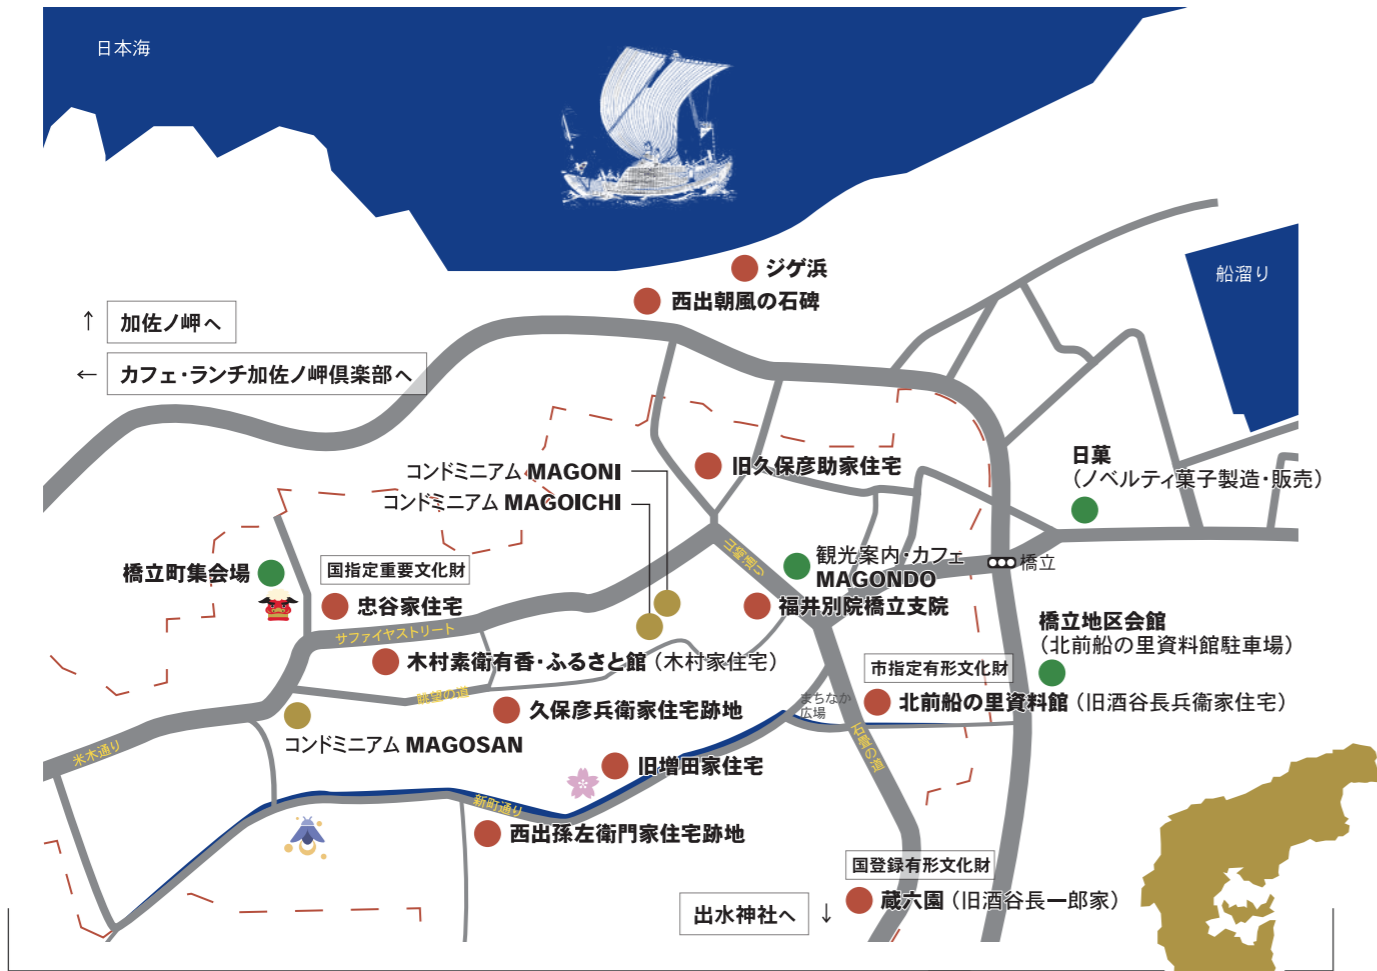 日本海
船溜り
ジゲ浜
西出朝風の石碑
↑ 加佐ノ岬へ
← カフェ・ランチ加佐ノ岬倶楽部へ
コンドミニアム MAGONI
コンドミニアム MAGOICHI
旧久保彦助家住宅
日菓
(ノベルティ菓子製造・販売)
山崎通り
観光案内・カフェ
MAGONDO
橋立
橋立町集会場
国指定重要文化財
忠谷家住宅
福井別院橋立支院
サファイヤストリート
橋立地区会館
(北前船の里資料館駐車場)
木村素衛有香・ふるさと館(木村家住宅)
市指定有形文化財
北前船の里資料館(旧酒谷長兵衞家住宅)
眺望の道
久保彦兵衛家住宅跡地
まちなか
広場
石畳の道
コンドミニアム MAGOSAN
米木通り
旧増田家住宅
新町通り
西出孫左衛門家住宅跡地
国登録有形文化財
蔵六園(旧酒谷長一郎家)
出水神社へ ↓